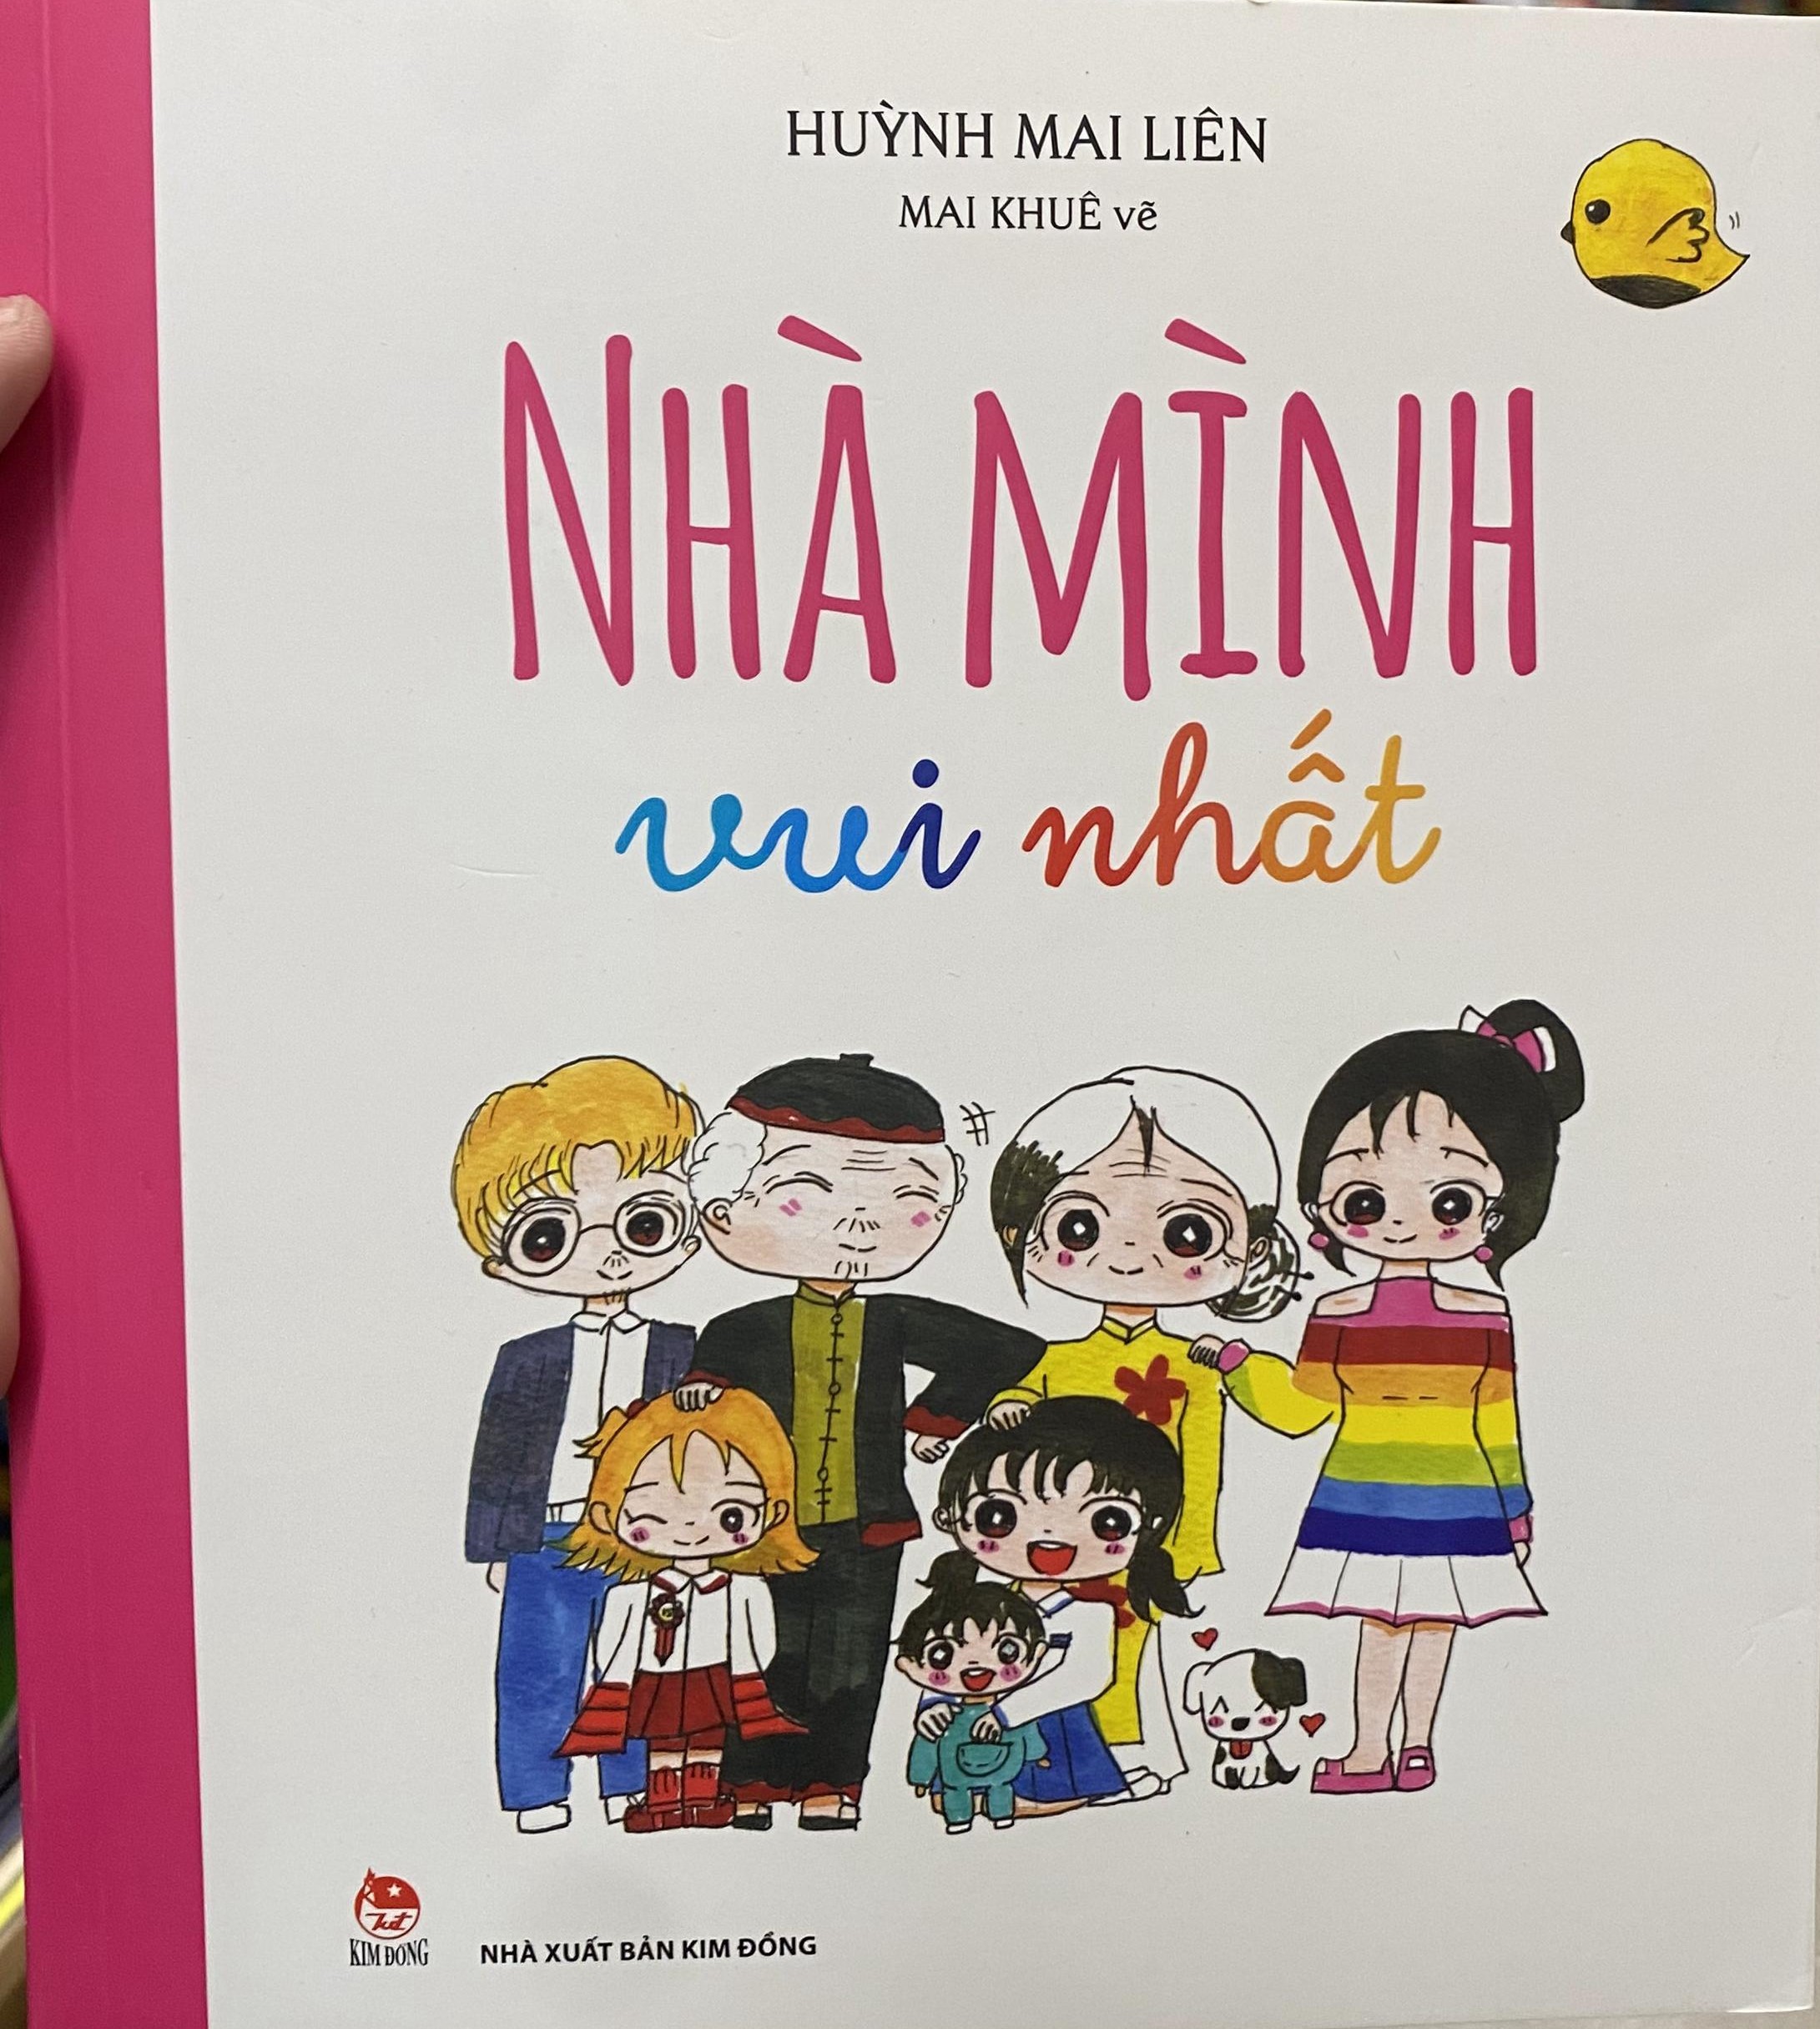 HUỲNH MAI LIÊN
MAI KHUÊ vẽ
NHÀ MÌNH
vui nhất
KIM ĐỒNG
NHÀ XUẤT BẢN KIM ĐỒNG